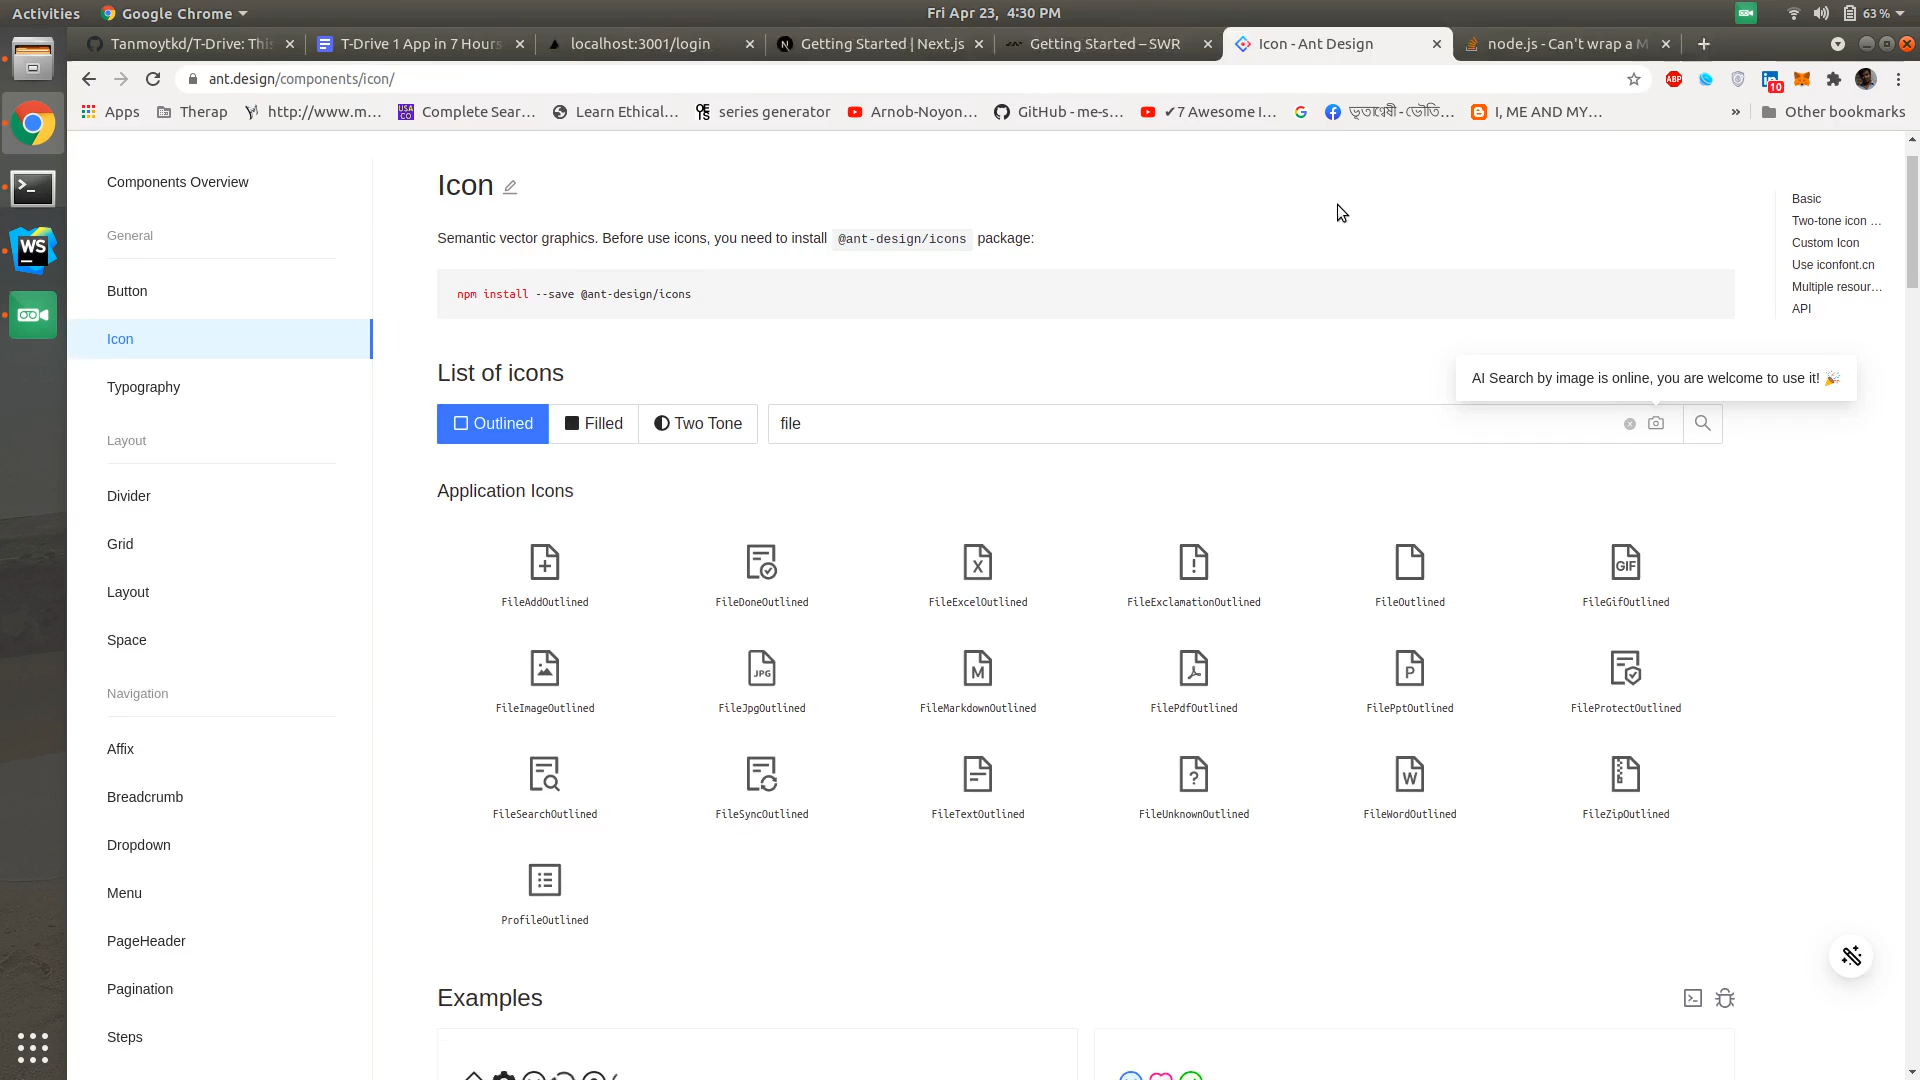 Activities Google Chrome Fri Apr 23, 4:30 PM 63 %
Tanmoytkd/T-Drive: This T-Drive 1 App in 7 Hours localhost:3001/login Getting Started | Next.js Getting Started – SWR Icon - Ant Design node.js - Can't wrap a M
ant.design/components/icon/ ABP 10
Apps Therap http://www.m... USA CO Complete Sear... Learn Ethical... series generator Arnob-Noyon... GitHub - me-s... ✔7 Awesome I... I, ME AND MY... » Other bookmarks
WS
Components Overview
General
Button
Icon
Typography
Layout
Divider
Grid
Layout
Space
Navigation
Affix
Breadcrumb
Dropdown
Menu
PageHeader
Pagination
Steps
Icon
Semantic vector graphics. Before use icons, you need to install @ant-design/icons package:
npm install --save @ant-design/icons
List of icons
AI Search by image is online, you are welcome to use it! 🎉
Outlined Filled Two Tone file
Application Icons
GIF
FileAddOutlined FileDoneOutlined FileExcelOutlined FileExclamationOutlined FileOutlined FileGifOutlined
JPG M P
FileImageOutlined FileJpgOutlined FileMarkdownOutlined FilePdfOutlined FilePptOutlined FileProtectOutlined
? W
FileSearchOutlined FileSyncOutlined FileTextOutlined FileUnknownOutlined FileWordOutlined FileZipOutlined
ProfileOutlined
Examples
Basic
Two-tone icon ...
Custom Icon
Use iconfont.cn
Multiple resour...
API